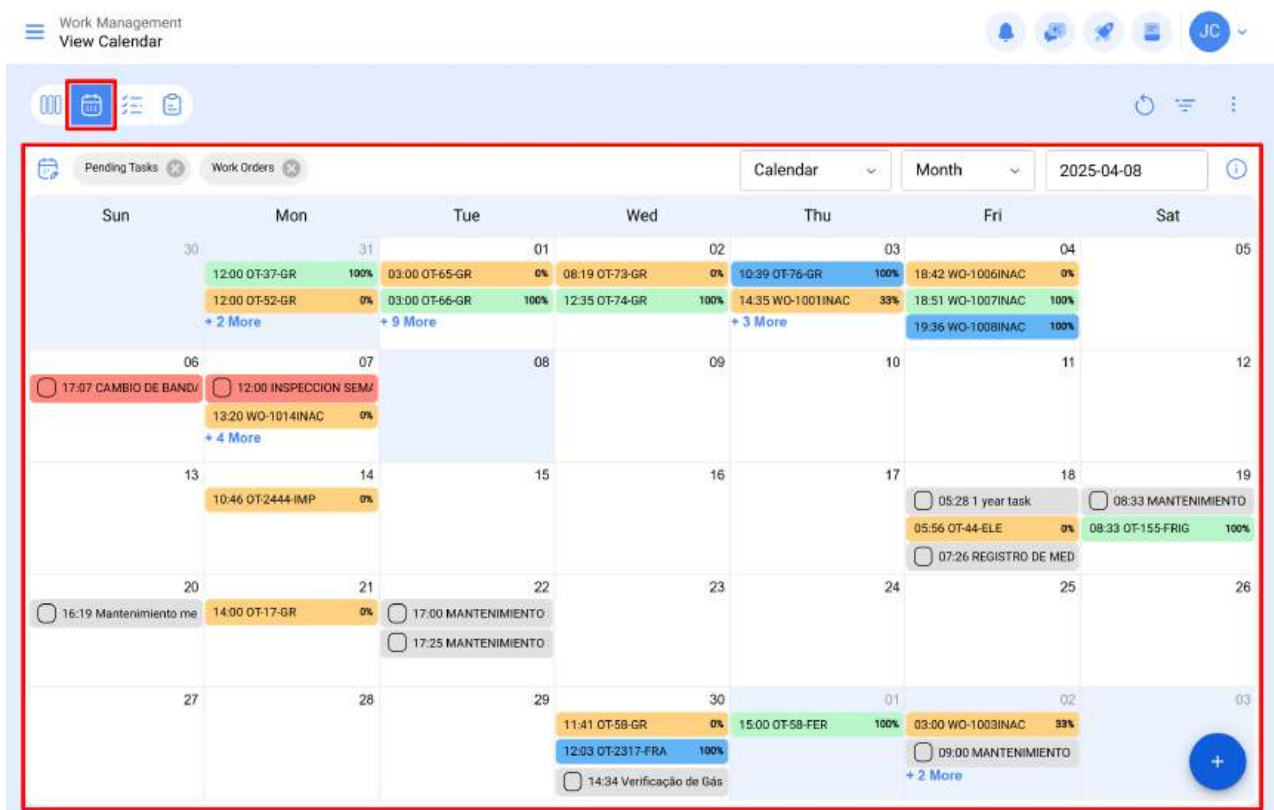 Work Management
View Calendar
JC
Pending Tasks Work Orders Calendar Month 2025-04-08
Sun Mon Tue Wed Thu Fri Sat
30 31 01 02 03 04 05
12:00 OT-37-GR 100% 03:00 OT-65-GR 0% 08:19 OT-73-GR 0% 10:39 OT-76-GR 100% 18:42 WO-1006INAC 0%
12:00 OT-52-GR 0% 03:00 OT-66-GR 100% 12:35 OT-74-GR 100% 14:35 WO-1001INAC 33% 18:51 WO-1007INAC 100%
+ 2 More + 9 More + 3 More 19:36 WO-1008INAC 100%
06 07 08 09 10 11 12
17:07 CAMBIO DE BANDA 12:00 INSPECCION SEMA
13:20 WO-1014INAC 0%
+ 4 More
13 14 15 16 17 18 19
10:46 OT-2444-IMP 0% 05:28 1 year task 08:33 MANTENIMIENTO
05:56 OT-44-ELE 0% 08:33 OT-155-FRIG 100%
07:26 REGISTRO DE MED
20 21 22 23 24 25 26
16:19 Mantenimiento me 14:00 OT-17-GR 0% 17:00 MANTENIMIENTO
17:25 MANTENIMIENTO
27 28 29 30 01 02 03
11:41 OT-58-GR 0% 15:00 OT-58-FER 100% 03:00 WO-1003INAC 33%
12:03 OT-2317-FRA 100% 09:00 MANTENIMIENTO
14:34 Verificação de Gás + 2 More